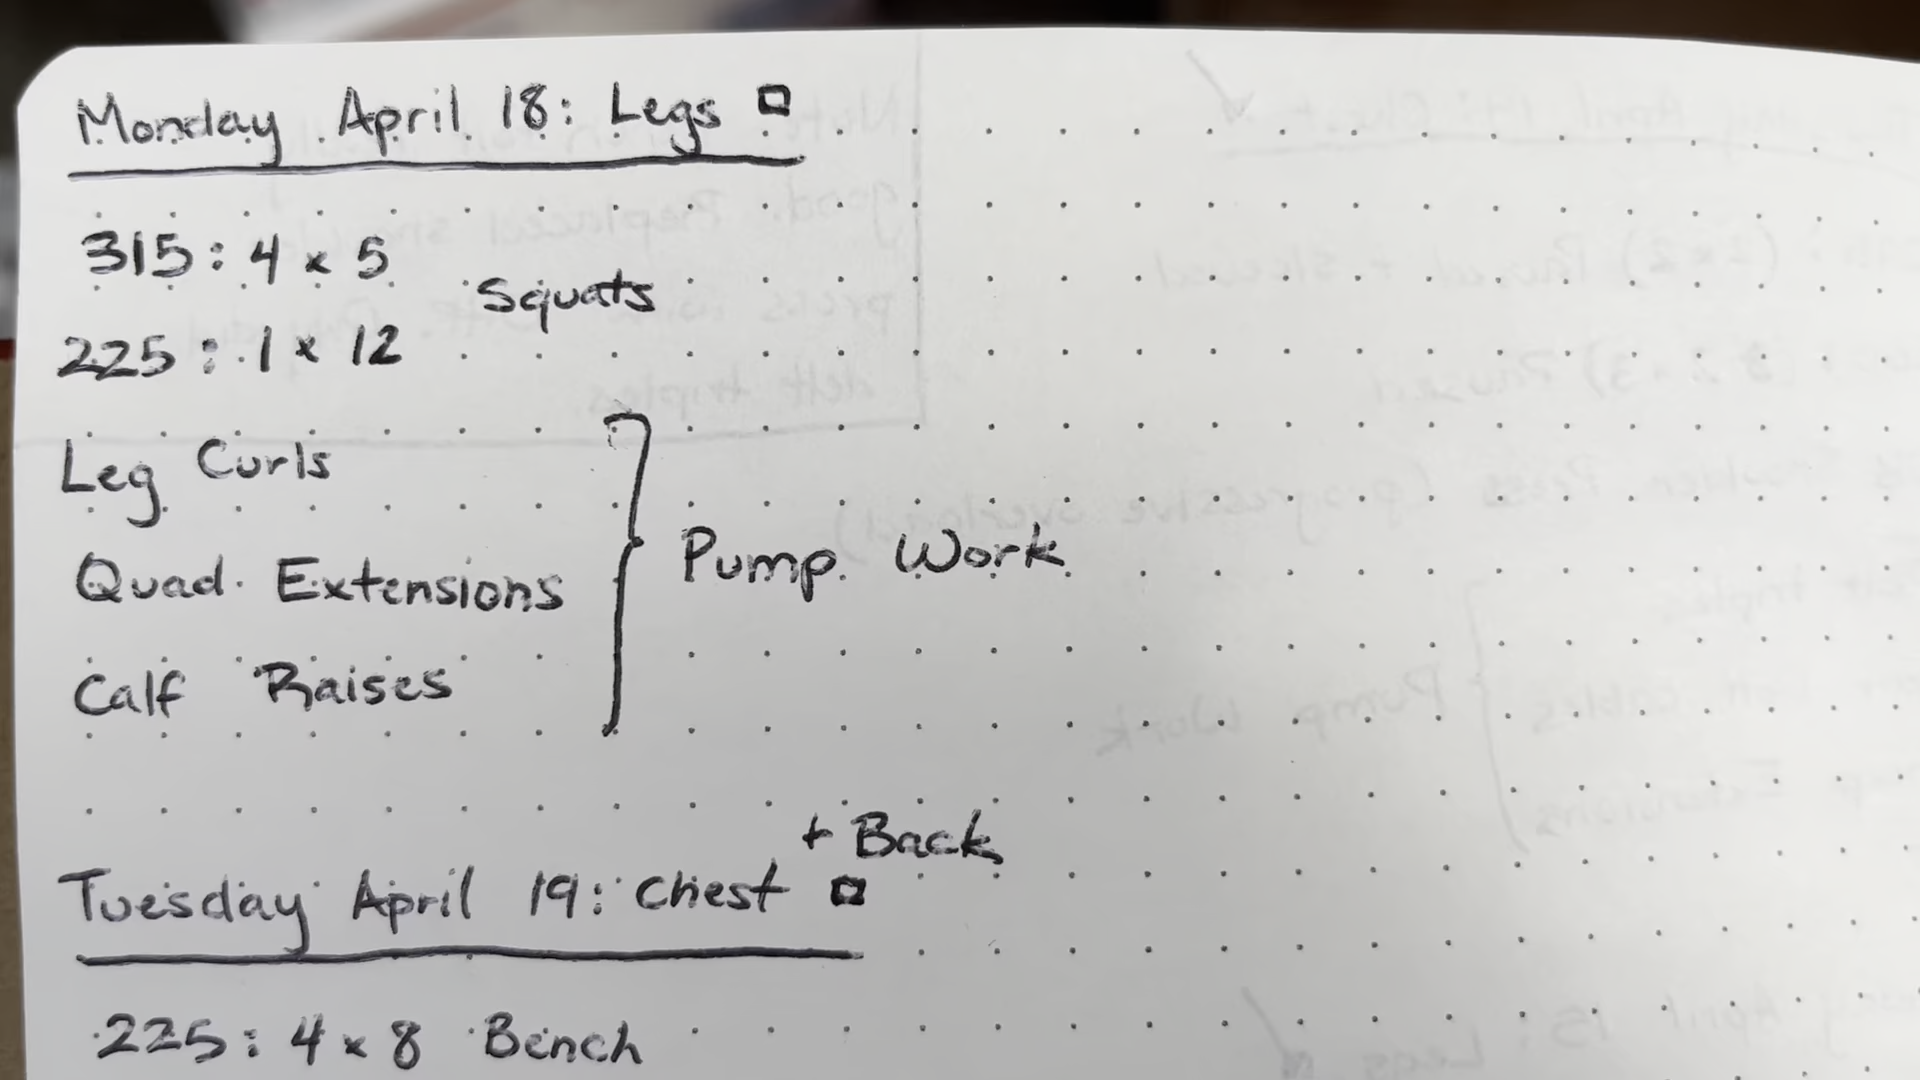 Monday April 18: Legs
315: 4 x 5
Squats
225: 1 x 12
Leg Curls
Quad Extensions
Calf Raises
Pump Work
+ Back
Tuesday April 19: Chest
225: 4 x 8 Bench